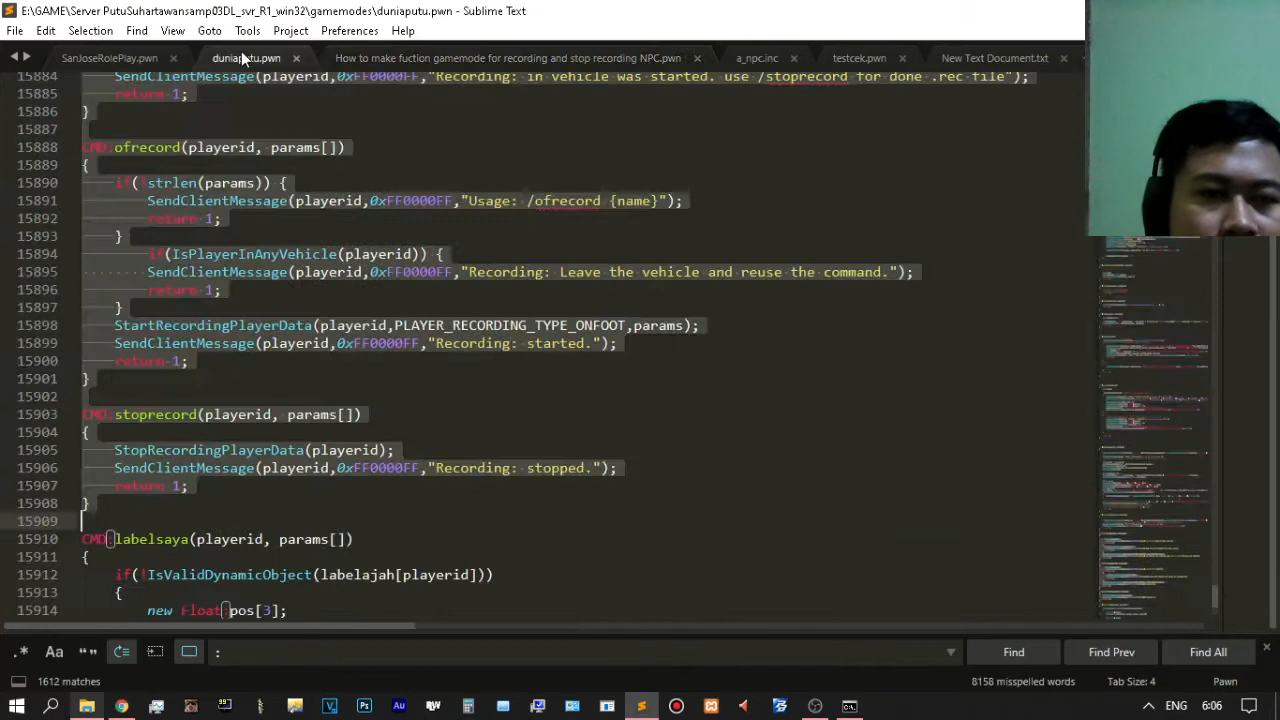 E:\GAME\Server PutuSuhartawansamp03DL_svr_R1_win32\gamemodes\duniaputu.pwn - Sublime Text
File Edit Selection Find View Goto Tools Project Preferences Help
SanJoseRolePlay.pwn × duniaputu.pwn × How to make fuction gamemode for recording and stop recording NPC.pwn × a_npc.inc × testcek.pwn × New Text Document.txt ×
15884 SendClientMessage(playerid,0xFF0000FF,"Recording: in vehicle was started. use /stoprecord for done .rec file");
15885 return 1;
15886 }
15887
15888 CMD:ofrecord(playerid, params[])
15889 {
15890 if(!strlen(params)) {
15891 SendClientMessage(playerid,0xFF0000FF,"Usage: /ofrecord {name}");
15892 return 1;
15893 }
15894 if(IsPlayerInAnyVehicle(playerid)) {
15895 SendClientMessage(playerid,0xFF0000FF,"Recording: Leave the vehicle and reuse the command.");
15896 return 1;
15897 }
15898 StartRecordingPlayerData(playerid,PLAYER_RECORDING_TYPE_ONFOOT,params);
15899 SendClientMessage(playerid,0xFF0000FF,"Recording: started.");
15900 return 1;
15901 }
15902
15903 CMD:stoprecord(playerid, params[])
15904 {
15905 StopRecordingPlayerData(playerid);
15906 SendClientMessage(playerid,0xFF0000FF,"Recording: stopped.");
15907 return 1;
15908 }
15909
15910 CMD:labelsaya(playerid, params[])
15911 {
15912 if(!IsValidDynamicObject(labelajah[playerid]))
15913 {
15914 new Float:pos[3];
.* Aa “” : Find Find Prev Find All
1612 matches 8158 misspelled words Tab Size: 4 Pawn
ENG 6:06